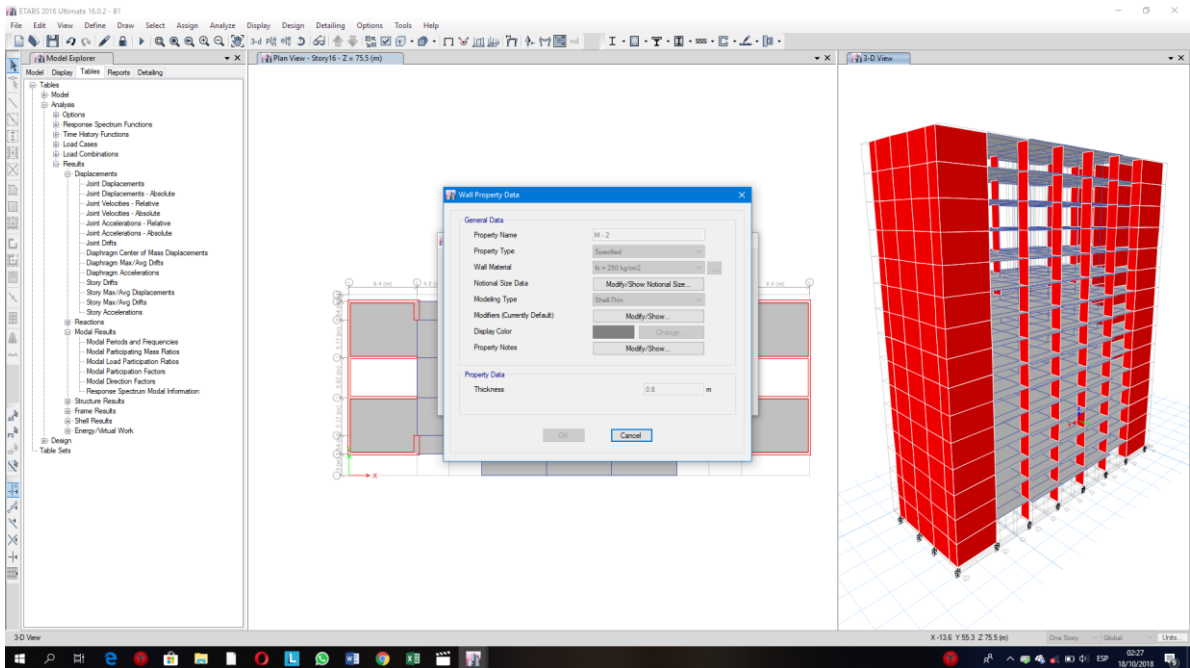 ETABS 2016 Ultimate 16.0.2 - B1
File Edit View Define Draw Select Assign Analyze Display Design Detailing Options Tools Help
Model Explorer
Plan View - Story16 - Z = 75.5 (m)
3-D View
Model Display Tables Reports Detailing
Tables
Model
Analysis
Options
Response Spectrum Functions
Time History Functions
Load Cases
Load Combinations
Results
Displacements
Joint Displacements
Joint Displacements - Absolute
Joint Velocities - Relative
Joint Velocities - Absolute
Joint Accelerations - Relative
Joint Accelerations - Absolute
Joint Drifts
Diaphragm Center of Mass Displacements
Diaphragm Max/Avg Drifts
Diaphragm Accelerations
Story Drifts
Story Max/Avg Displacements
Story Max/Avg Drifts
Story Accelerations
Reactions
Modal Results
Modal Periods and Frequencies
Modal Participating Mass Ratios
Modal Load Participation Ratios
Modal Participation Factors
Modal Direction Factors
Response Spectrum Modal Information
Structure Results
Frame Results
Shell Results
Energy/Virtual Work
Design
Table Sets
Wall Property Data
General Data
Property Name M - 2
Property Type Specified
Wall Material fc = 280 kg/cm2 ...
Notional Size Data Modify/Show Notional Size...
Modeling Type Shell-Thin
Modifiers (Currently Default) Modify/Show...
Display Color Change...
Property Notes Modify/Show...
Property Data
Thickness 0.8 m
OK Cancel
X
3-D View
X -13.6 Y 55.3 Z 75.5 (m) One Story Global Units...
ESP
02:27
18/10/2018